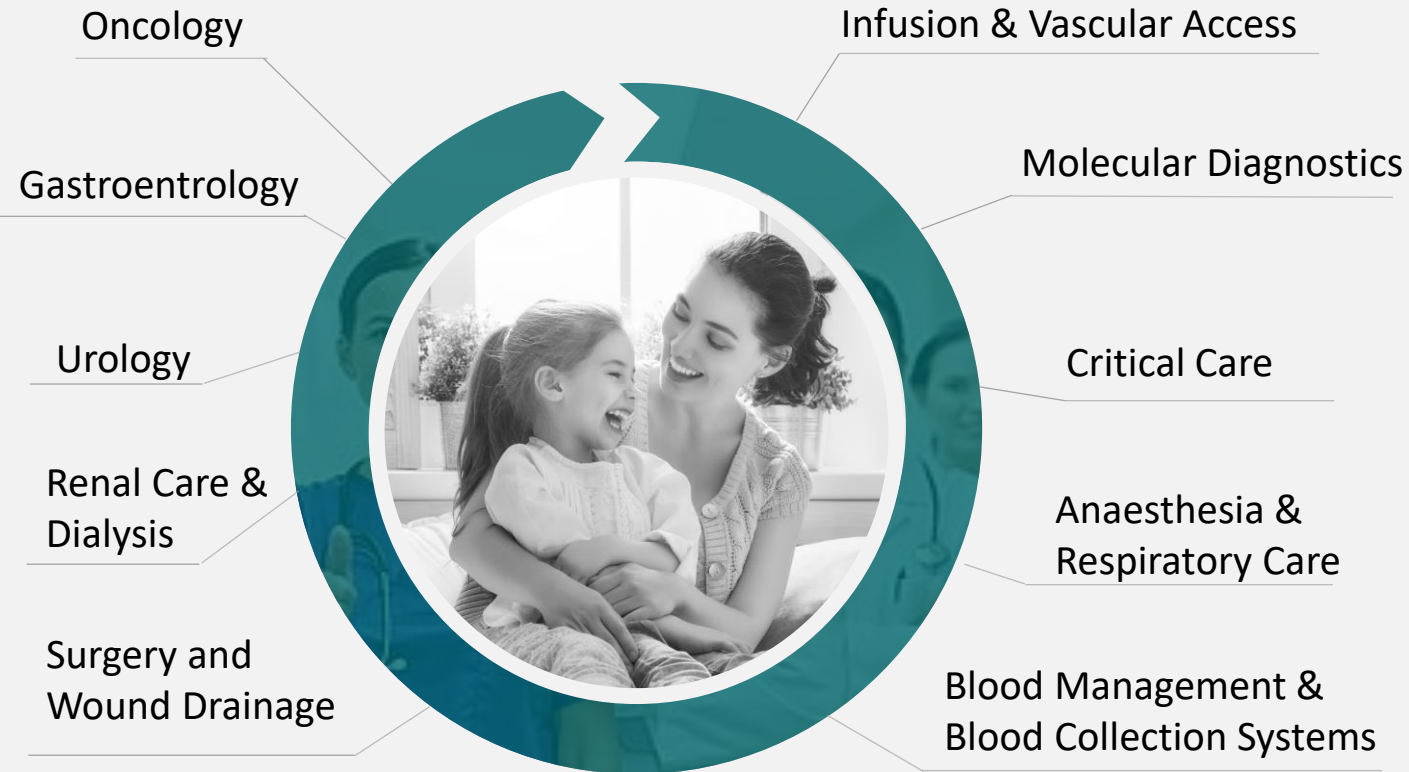 Oncology
Infusion & Vascular Access
Molecular Diagnostics
Gastroentrology
Urology
Critical Care
Renal Care &
Dialysis
Anaesthesia &
Respiratory Care
Surgery and
Wound Drainage
Blood Management &
Blood Collection Systems